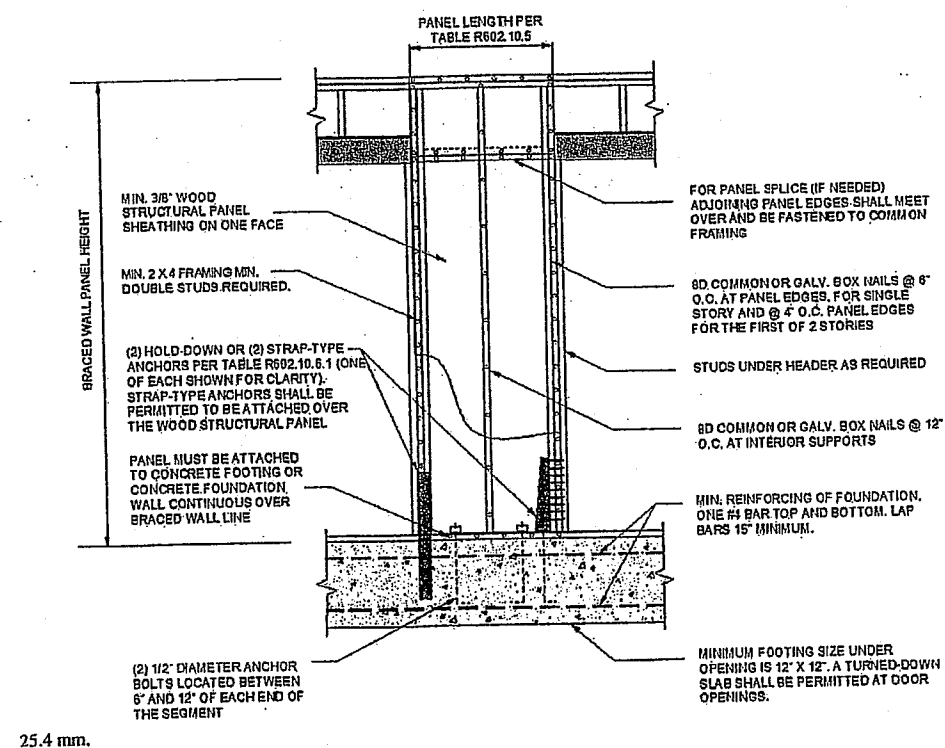 PANEL LENGTH PER
TABLE R602.10.5
BRACED WALL PANEL HEIGHT
MIN. 3/8" WOOD
STRUCTURAL PANEL
SHEATHING ON ONE FACE
MIN. 2 X 4 FRAMING MIN.
DOUBLE STUDS REQUIRED.
(2) HOLD-DOWN OR (2) STRAP-TYPE
ANCHORS PER TABLE R602.10.6.1 (ONE
OF EACH SHOWN FOR CLARITY).
STRAP-TYPE ANCHORS SHALL BE
PERMITTED TO BE ATTACHED OVER
THE WOOD STRUCTURAL PANEL
PANEL MUST BE ATTACHED
TO CONCRETE FOOTING OR
CONCRETE FOUNDATION
WALL CONTINUOUS OVER
BRACED WALL LINE
(2) 1/2" DIAMETER ANCHOR
BOLTS LOCATED BETWEEN
6" AND 12" OF EACH END OF
THE SEGMENT
FOR PANEL SPLICE (IF NEEDED)
ADJOINING PANEL EDGES SHALL MEET
OVER AND BE FASTENED TO COMMON
FRAMING
8D COMMON OR GALV. BOX NAILS @ 6"
O.C. AT PANEL EDGES. FOR SINGLE
STORY AND @ 4" O.C. PANEL EDGES
FOR THE FIRST OF 2 STORIES
STUDS UNDER HEADER AS REQUIRED
8D COMMON OR GALV. BOX NAILS @ 12"
O.C. AT INTERIOR SUPPORTS
MIN. REINFORCING OF FOUNDATION,
ONE #4 BAR TOP AND BOTTOM. LAP
BARS 15" MINIMUM.
MINIMUM FOOTING SIZE UNDER
OPENING IS 12" X 12". A TURNED-DOWN
SLAB SHALL BE PERMITTED AT DOOR
OPENINGS.
25.4 mm.